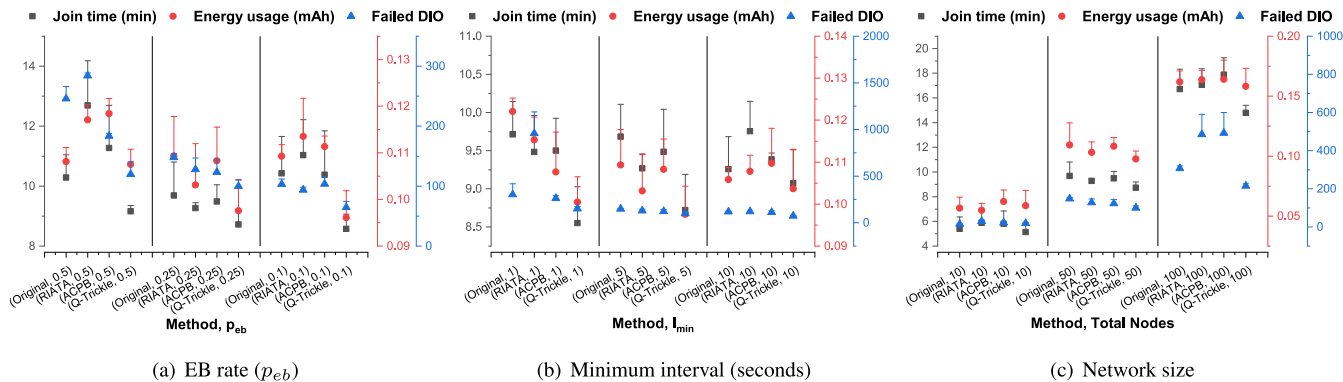 Join time (min) Energy usage (mAh) Failed DIO
14
12
10
8
0.13
0.12
0.11
0.10
0.09
350
300
250
200
150
100
50
0
(Original, 0.5)
(RIATA, 0.5)
(ACPB, 0.5)
(Q-Trickle, 0.5)
(Original, 0.25)
(RIATA, 0.25)
(ACPB, 0.25)
(Q-Trickle, 0.25)
(Original, 0.1)
(RIATA, 0.1)
(ACPB, 0.1)
(Q-Trickle, 0.1)
Method, p_eb
(a) EB rate (p_eb)
Join time (min) Energy usage (mAh) Failed DIO
11.0
10.5
10.0
9.5
9.0
8.5
0.14
0.13
0.12
0.11
0.10
0.09
2000
1500
1000
500
0
(Original, 1)
(RIATA, 1)
(ACPB, 1)
(Q-Trickle, 1)
(Original, 5)
(RIATA, 5)
(ACPB, 5)
(Q-Trickle, 5)
(Original, 10)
(RIATA, 10)
(ACPB, 10)
(Q-Trickle, 10)
Method, I_min
(b) Minimum interval (seconds)
Join time (min) Energy usage (mAh) Failed DIO
20
18
16
14
12
10
8
6
4
0.20
0.15
0.10
0.05
1000
800
600
400
200
0
(Original, 10)
(RIATA, 10)
(ACPB, 10)
(Q-Trickle, 10)
(Original, 50)
(RIATA, 50)
(ACPB, 50)
(Q-Trickle, 50)
(Original, 100)
(RIATA, 100)
(ACPB, 100)
(Q-Trickle, 100)
Method, Total Nodes
(c) Network size